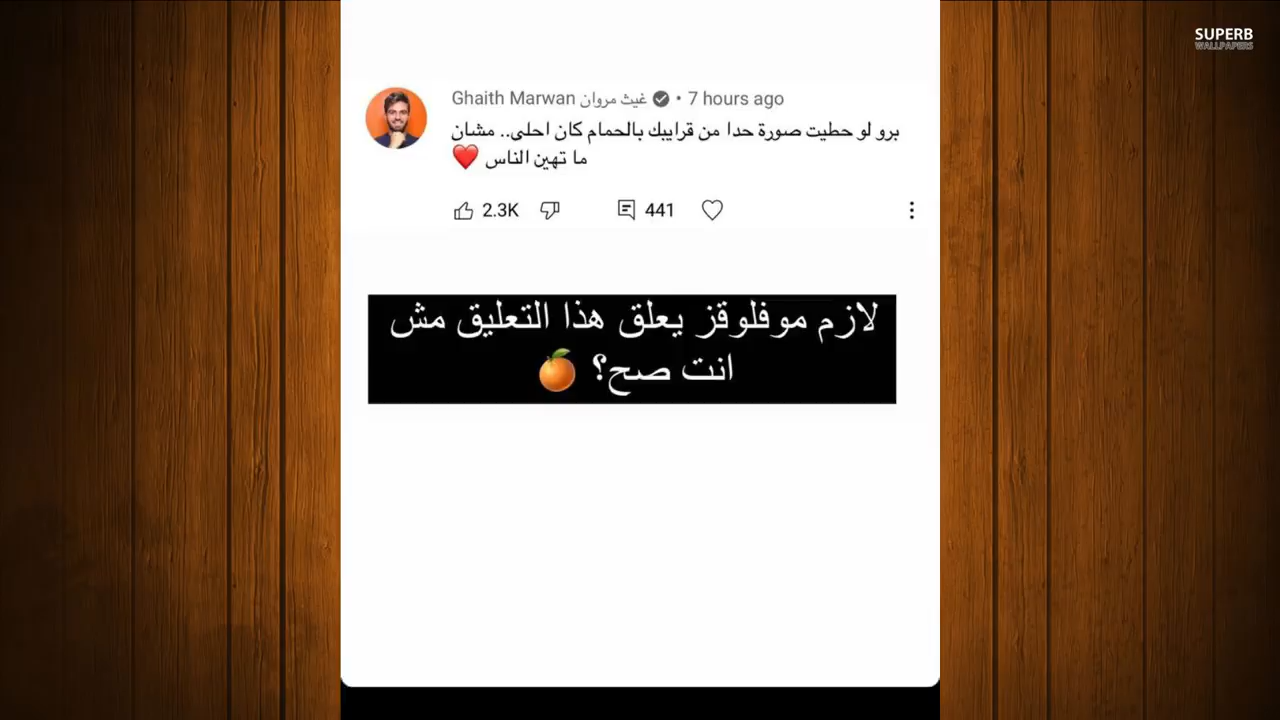 SUPERB
WALLPAPERS
Ghaith Marwan غيث مروان • 7 hours ago
برو لو حطيت صورة حدا من قرايبك بالحمام كان احلى.. مشان
ما تهين الناس ❤️
2.3K 441
لازم موفلوقز يعلق هذا التعليق مش
انت صح؟ 🍊